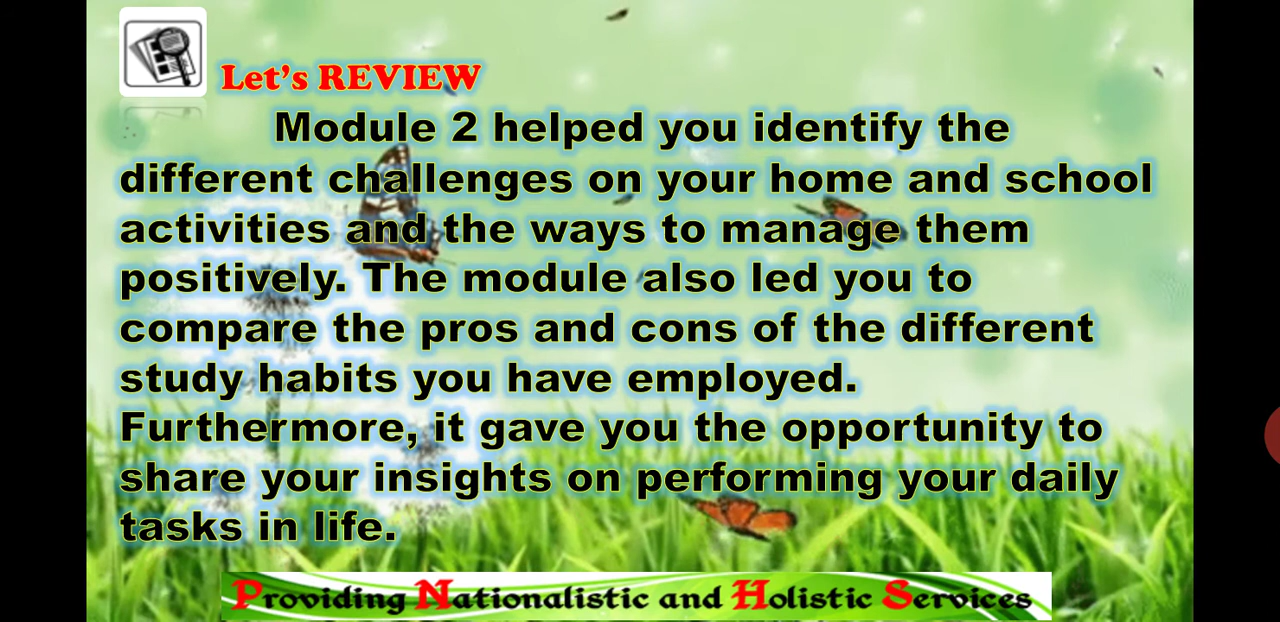 Let's REVIEW
Module 2 helped you identify the
different challenges on your home and school
activities and the ways to manage them
positively. The module also led you to
compare the pros and cons of the different
study habits you have employed.
Furthermore, it gave you the opportunity to
share your insights on performing your daily
tasks in life.
Providing Nationalistic and Holistic Services